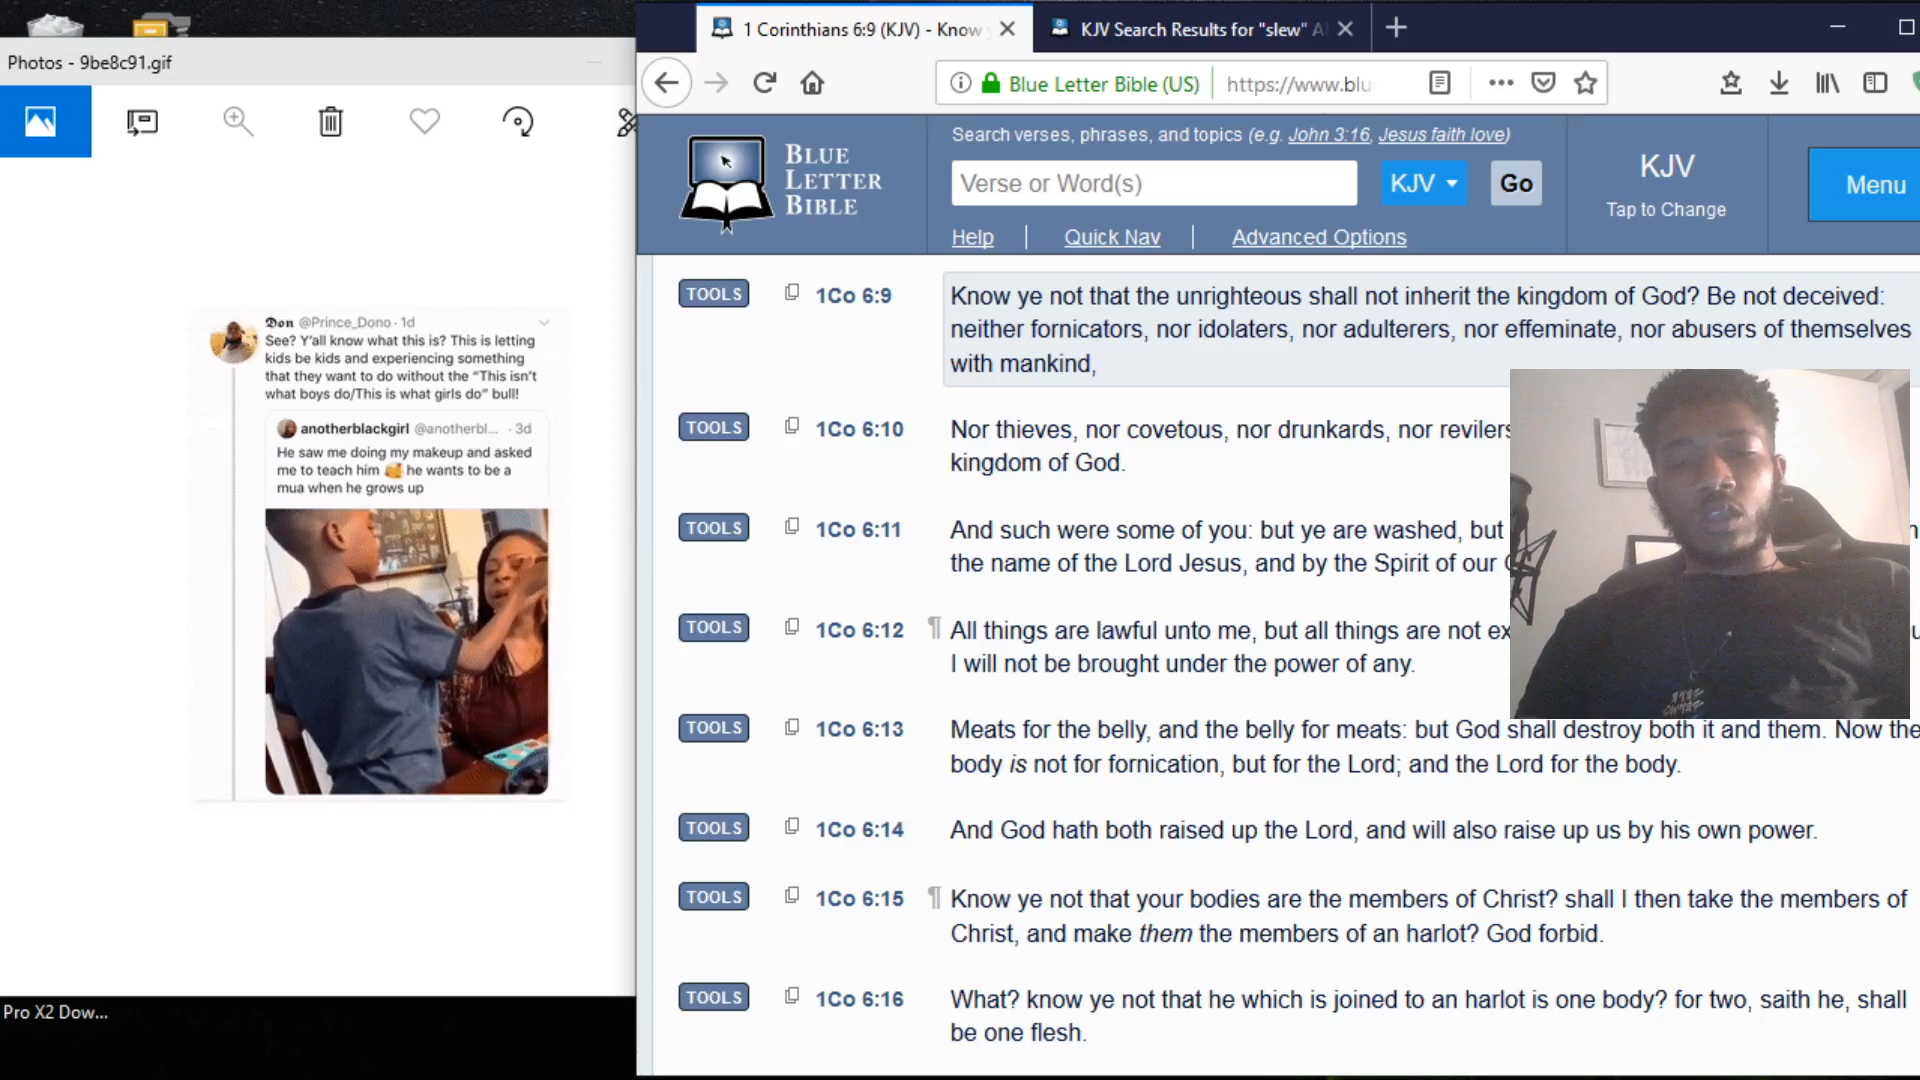 Photos - 9be8c91.gif
Don @Prince_Dono · 1d
See? Y'all know what this is? This is letting
kids be kids and experiencing something
that they want to do without the "This isn't
what boys do/This is what girls do" bull!
anotherblackgirl @anotherbl... · 3d
He saw me doing my makeup and asked
me to teach him 🥰 he wants to be a
mua when he grows up
Pro X2 Dow...
1 Corinthians 6:9 (KJV) - Know
KJV Search Results for "slew"
Blue Letter Bible (US)
https://www.blu
BLUE
LETTER
BIBLE
Search verses, phrases, and topics (e.g. John 3:16, Jesus faith love)
Verse or Word(s)
KJV
Go
Help | Quick Nav | Advanced Options
KJV
Tap to Change
Menu
TOOLS 1Co 6:9 Know ye not that the unrighteous shall not inherit the kingdom of God? Be not deceived:
neither fornicators, nor idolaters, nor adulterers, nor effeminate, nor abusers of themselves
with mankind,
TOOLS 1Co 6:10 Nor thieves, nor covetous, nor drunkards, nor revilers
kingdom of God.
TOOLS 1Co 6:11 And such were some of you: but ye are washed, but
the name of the Lord Jesus, and by the Spirit of our
TOOLS 1Co 6:12 ¶ All things are lawful unto me, but all things are not ex
I will not be brought under the power of any.
TOOLS 1Co 6:13 Meats for the belly, and the belly for meats: but God shall destroy both it and them. Now the
body is not for fornication, but for the Lord; and the Lord for the body.
TOOLS 1Co 6:14 And God hath both raised up the Lord, and will also raise up us by his own power.
TOOLS 1Co 6:15 ¶ Know ye not that your bodies are the members of Christ? shall I then take the members of
Christ, and make them the members of an harlot? God forbid.
TOOLS 1Co 6:16 What? know ye not that he which is joined to an harlot is one body? for two, saith he, shall
be one flesh.